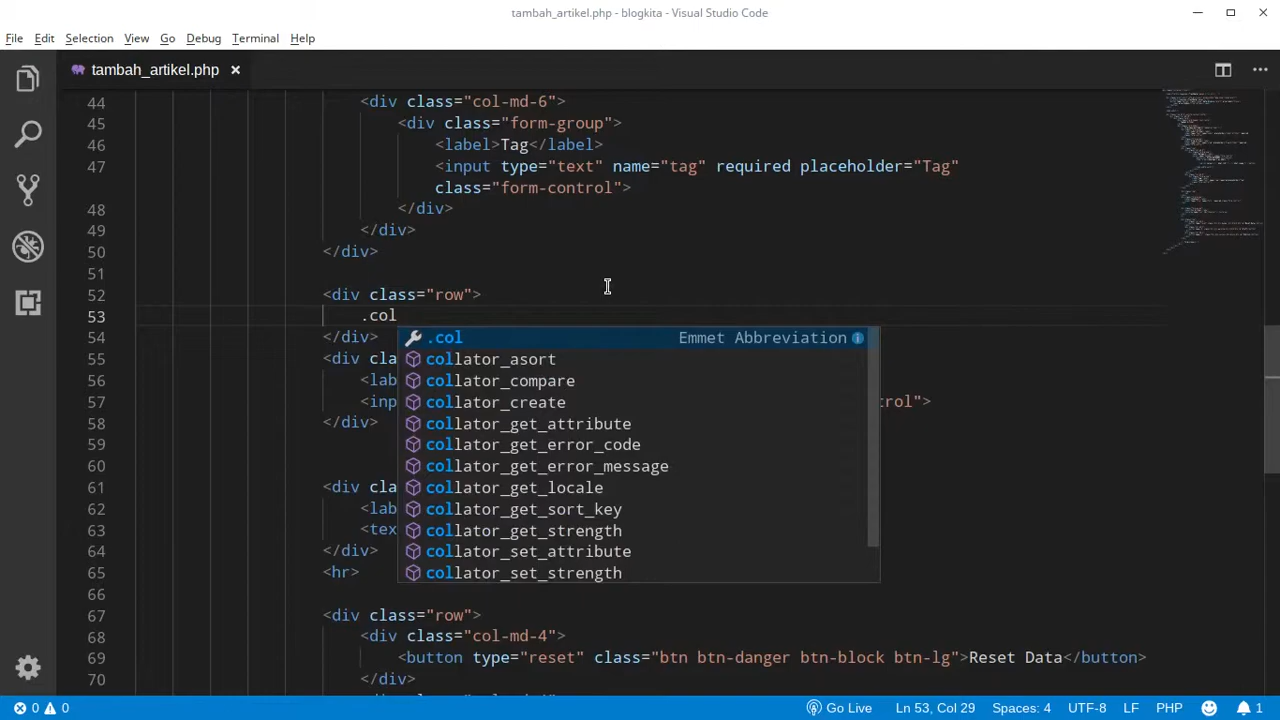 tambah_artikel.php - blogkita - Visual Studio Code
File Edit Selection View Go Debug Terminal Help
tambah_artikel.php
44 <div class="col-md-6">
45 <div class="form-group">
46 <label>Tag</label>
47 <input type="text" name="tag" required placeholder="Tag"
class="form-control">
48 </div>
49 </div>
50 </div>
51
52 <div class="row">
53 .col
54 </div>
.col Emmet Abbreviation
55 <div cla
collator_asort
56 <lab
collator_compare
57 <inp
collator_create
trol">
58 </div>
collator_get_attribute
59
collator_get_error_code
60
collator_get_error_message
61 <div cla
collator_get_locale
62 <lab
collator_get_sort_key
63 <tex
collator_get_strength
64 </div>
collator_set_attribute
65 <hr>
collator_set_strength
66
67 <div class="row">
68 <div class="col-md-4">
69 <button type="reset" class="btn btn-danger btn-block btn-lg">Reset Data</button>
70 </div>
0 0 Go Live Ln 53, Col 29 Spaces: 4 UTF-8 LF PHP 1